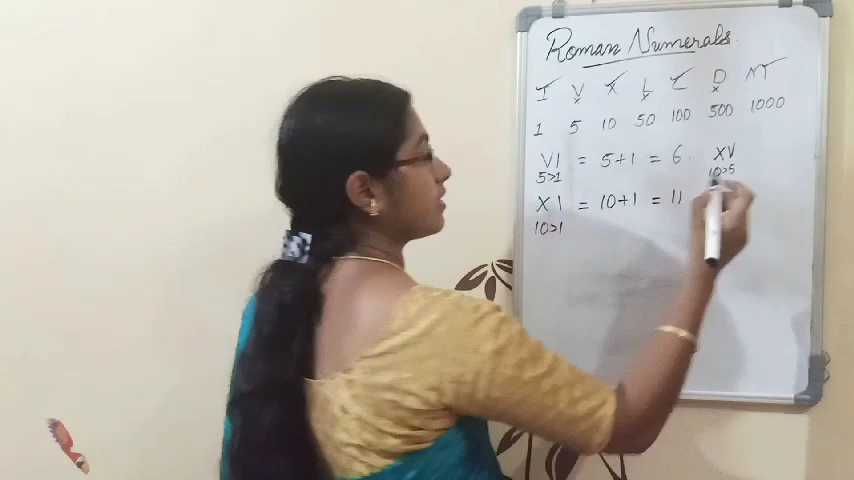 Roman Numerals.
I V X L C D M
1 5 10 50 100 500 1000
VI = 5+1 = 6. XV
5>1 10>5
XI = 10+1 = 11
10>1